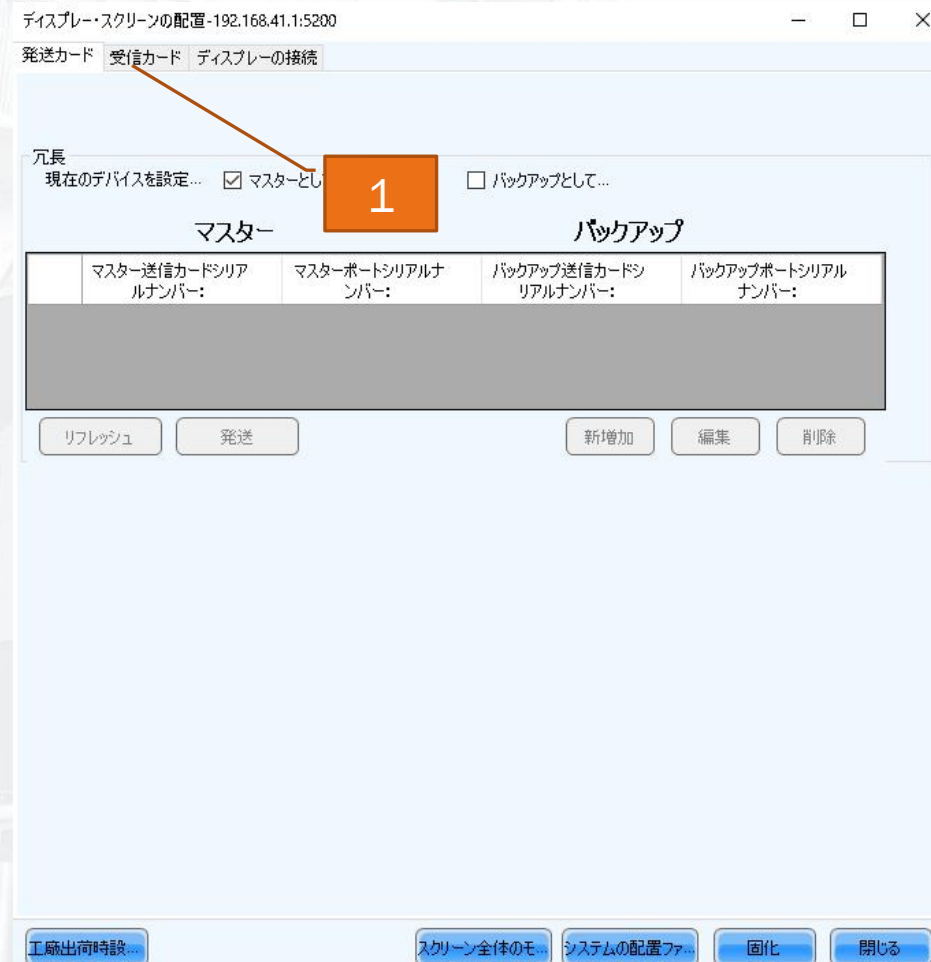 ディスプレー・スクリーンの配置-192.168.41.1:5200
発送カード 受信カード ディスプレーの接続
冗長
現在のデバイスを設定... マスターとし 1 バックアップとして...
マスター バックアップ
マスター送信カードシリア マスターポートシリアルナ バックアップ送信カードシ バックアップポートシリアル
ルナンバー: ンバー: リアルナンバー: ナンバー:
リフレッシュ 発送 新増加 編集 削除
工廠出荷時設... スクリーン全体のモ... システムの配置ファ... 固化 閉じる